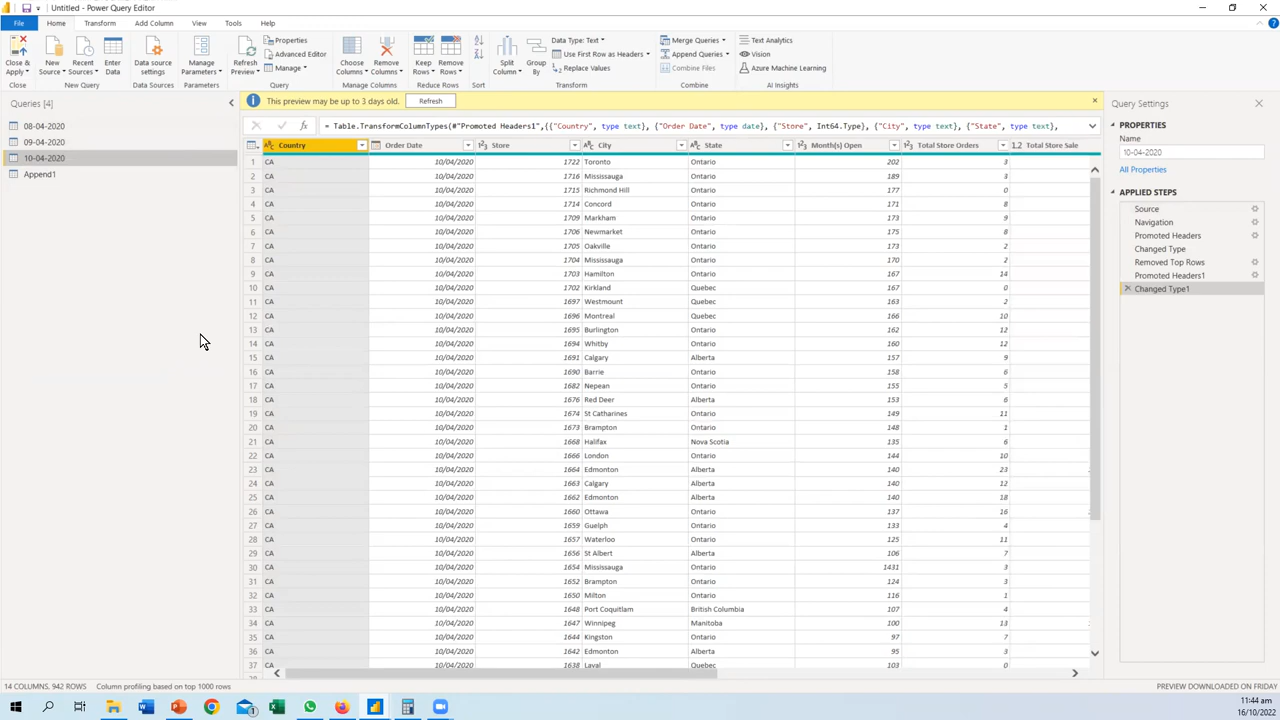 Untitled - Power Query Editor
File Home Transform Add Column View Tools Help
Close & Apply New Source Recent Sources Enter Data Data source settings Manage Parameters Refresh Preview Properties Advanced Editor Manage Choose Columns Remove Columns Keep Rows Remove Rows Split Column Group By Data Type: Text Use First Row as Headers Replace Values Merge Queries Append Queries Combine Files Text Analytics Vision Azure Machine Learning
Close New Query Data Sources Parameters Query Manage Columns Reduce Rows Sort Transform Combine AI Insights
Queries [4]
08-04-2020
09-04-2020
10-04-2020
Append1
This preview may be up to 3 days old. Refresh
= Table.TransformColumnTypes(#"Promoted Headers1",{{"Country", type text}, {"Order Date", type date}, {"Store", Int64.Type}, {"City", type text}, {"State", type text},
Country Order Date Store City State Month(s) Open Total Store Orders 1.2 Total Store Sale
1 CA 10/04/2020 1722 Toronto Ontario 202 3
2 CA 10/04/2020 1716 Mississauga Ontario 189 3
3 CA 10/04/2020 1715 Richmond Hill Ontario 177 0
4 CA 10/04/2020 1714 Concord Ontario 171 8
5 CA 10/04/2020 1709 Markham Ontario 173 9
6 CA 10/04/2020 1706 Newmarket Ontario 175 8
7 CA 10/04/2020 1705 Oakville Ontario 173 2
8 CA 10/04/2020 1704 Mississauga Ontario 170 2
9 CA 10/04/2020 1703 Hamilton Ontario 167 14
10 CA 10/04/2020 1702 Kirkland Quebec 167 0
11 CA 10/04/2020 1697 Westmount Quebec 163 2
12 CA 10/04/2020 1696 Montreal Quebec 166 10
13 CA 10/04/2020 1695 Burlington Ontario 162 12
14 CA 10/04/2020 1694 Whitby Ontario 160 12
15 CA 10/04/2020 1691 Calgary Alberta 157 9
16 CA 10/04/2020 1690 Barrie Ontario 158 6
17 CA 10/04/2020 1682 Nepean Ontario 155 5
18 CA 10/04/2020 1676 Red Deer Alberta 153 6
19 CA 10/04/2020 1674 St Catharines Ontario 149 11
20 CA 10/04/2020 1673 Brampton Ontario 148 1
21 CA 10/04/2020 1668 Halifax Nova Scotia 135 6
22 CA 10/04/2020 1666 London Ontario 144 10
23 CA 10/04/2020 1664 Edmonton Alberta 140 23
24 CA 10/04/2020 1663 Calgary Alberta 140 12
25 CA 10/04/2020 1662 Edmonton Alberta 140 18
26 CA 10/04/2020 1660 Ottawa Ontario 137 16
27 CA 10/04/2020 1659 Guelph Ontario 133 4
28 CA 10/04/2020 1657 Waterloo Ontario 125 11
29 CA 10/04/2020 1656 St Albert Alberta 106 7
30 CA 10/04/2020 1654 Mississauga Ontario 1431 3
31 CA 10/04/2020 1652 Brampton Ontario 124 3
32 CA 10/04/2020 1650 Milton Ontario 116 1
33 CA 10/04/2020 1648 Port Coquitlam British Columbia 107 4
34 CA 10/04/2020 1647 Winnipeg Manitoba 100 13
35 CA 10/04/2020 1644 Kingston Ontario 97 7
36 CA 10/04/2020 1642 Edmonton Alberta 95 3
37 CA 10/04/2020 1638 Laval Quebec 103 0
Query Settings
PROPERTIES
Name
10-04-2020
All Properties
APPLIED STEPS
Source
Navigation
Promoted Headers
Changed Type
Removed Top Rows
Promoted Headers1
Changed Type1
14 COLUMNS, 942 ROWS Column profiling based on top 1000 rows PREVIEW DOWNLOADED ON FRIDAY
11:44 am
16/10/2022